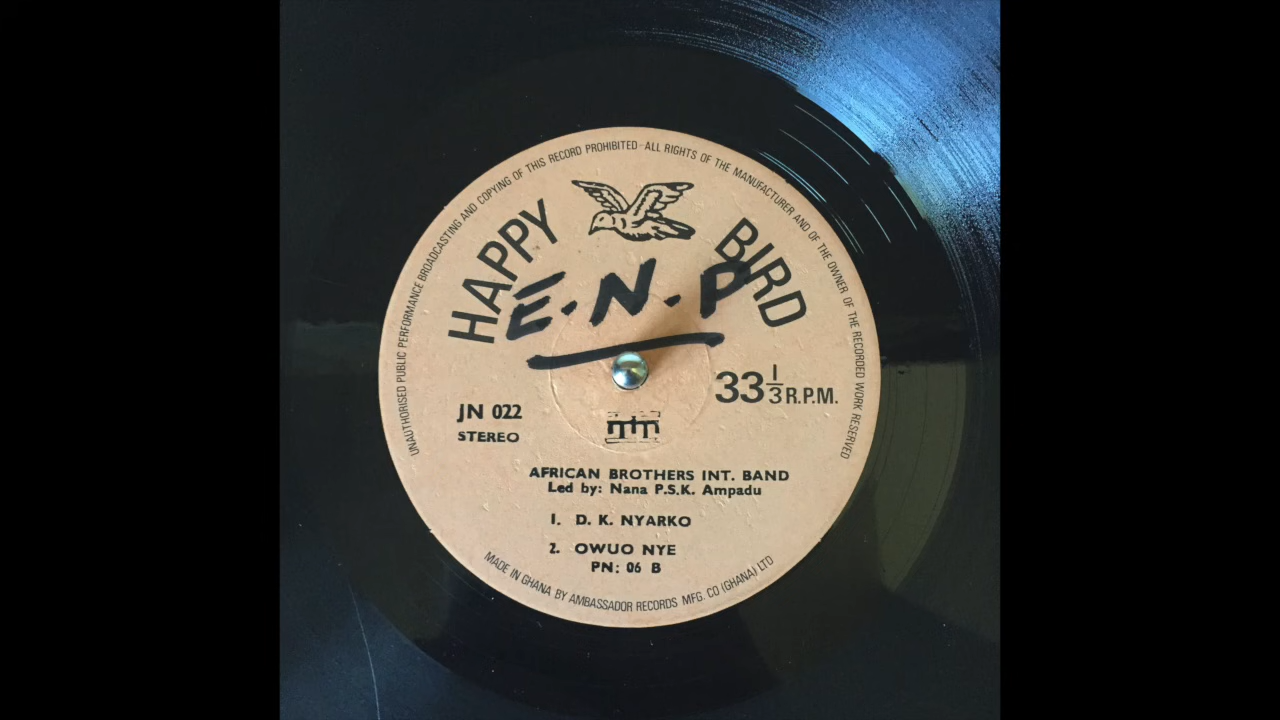 UNAUTHORISED PUBLIC PERFORMANCE BROADCASTING AND COPYING OF THIS RECORD PROHIBITED-ALL RIGHTS OF THE MANUFACTURER AND OF THE OWNER OF THE RECORDED WORK RESERVED
HAPPY BIRD
E.N.P
33 1/3 R.P.M.
JN 022
STEREO
AFRICAN BROTHERS INT. BAND
Led by: Nana P.S.K. Ampadu
1. D. K. NYARKO
2. OWUO NYE
PN: 06 B
MADE IN GHANA BY AMBASSADOR RECORDS MFG. CO (GHANA) LTD